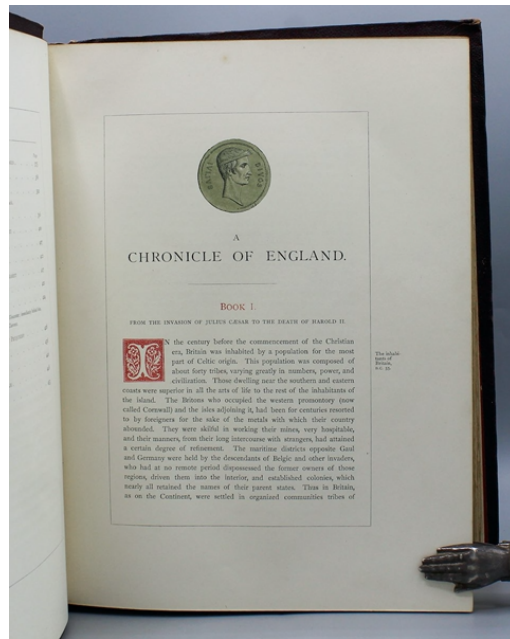 A
CHRONICLE OF ENGLAND.
BOOK I.
FROM THE INVASION OF JULIUS CÆSAR TO THE DEATH OF HAROLD II.
IN the century before the commencement of the Christian
era, Britain was inhabited by a population for the most
part of Celtic origin. This population was composed of
about forty tribes, varying greatly in numbers, power, and
civilization. Those dwelling near the southern and eastern
coasts were superior in all the arts of life to the rest of the inhabitants of
the island. The Britons who occupied the western promontory (now
called Cornwall) and the isles adjoining it, had been for centuries resorted
to by foreigners for the sake of the metals with which their country
abounded. They were skilful in working their mines, very hospitable,
and their manners, from their long intercourse with strangers, had attained
a certain degree of refinement. The maritime districts opposite Gaul
and Germany were held by the descendants of Belgic and other invaders,
who had at no remote period dispossessed the former owners of those
regions, driven them into the interior, and established colonies, which
nearly all retained the names of their parent states. Thus in Britain,
as on the Continent, were settled in organized communities tribes of
The inhabi-
tants of
Britain,
B.C. 55.